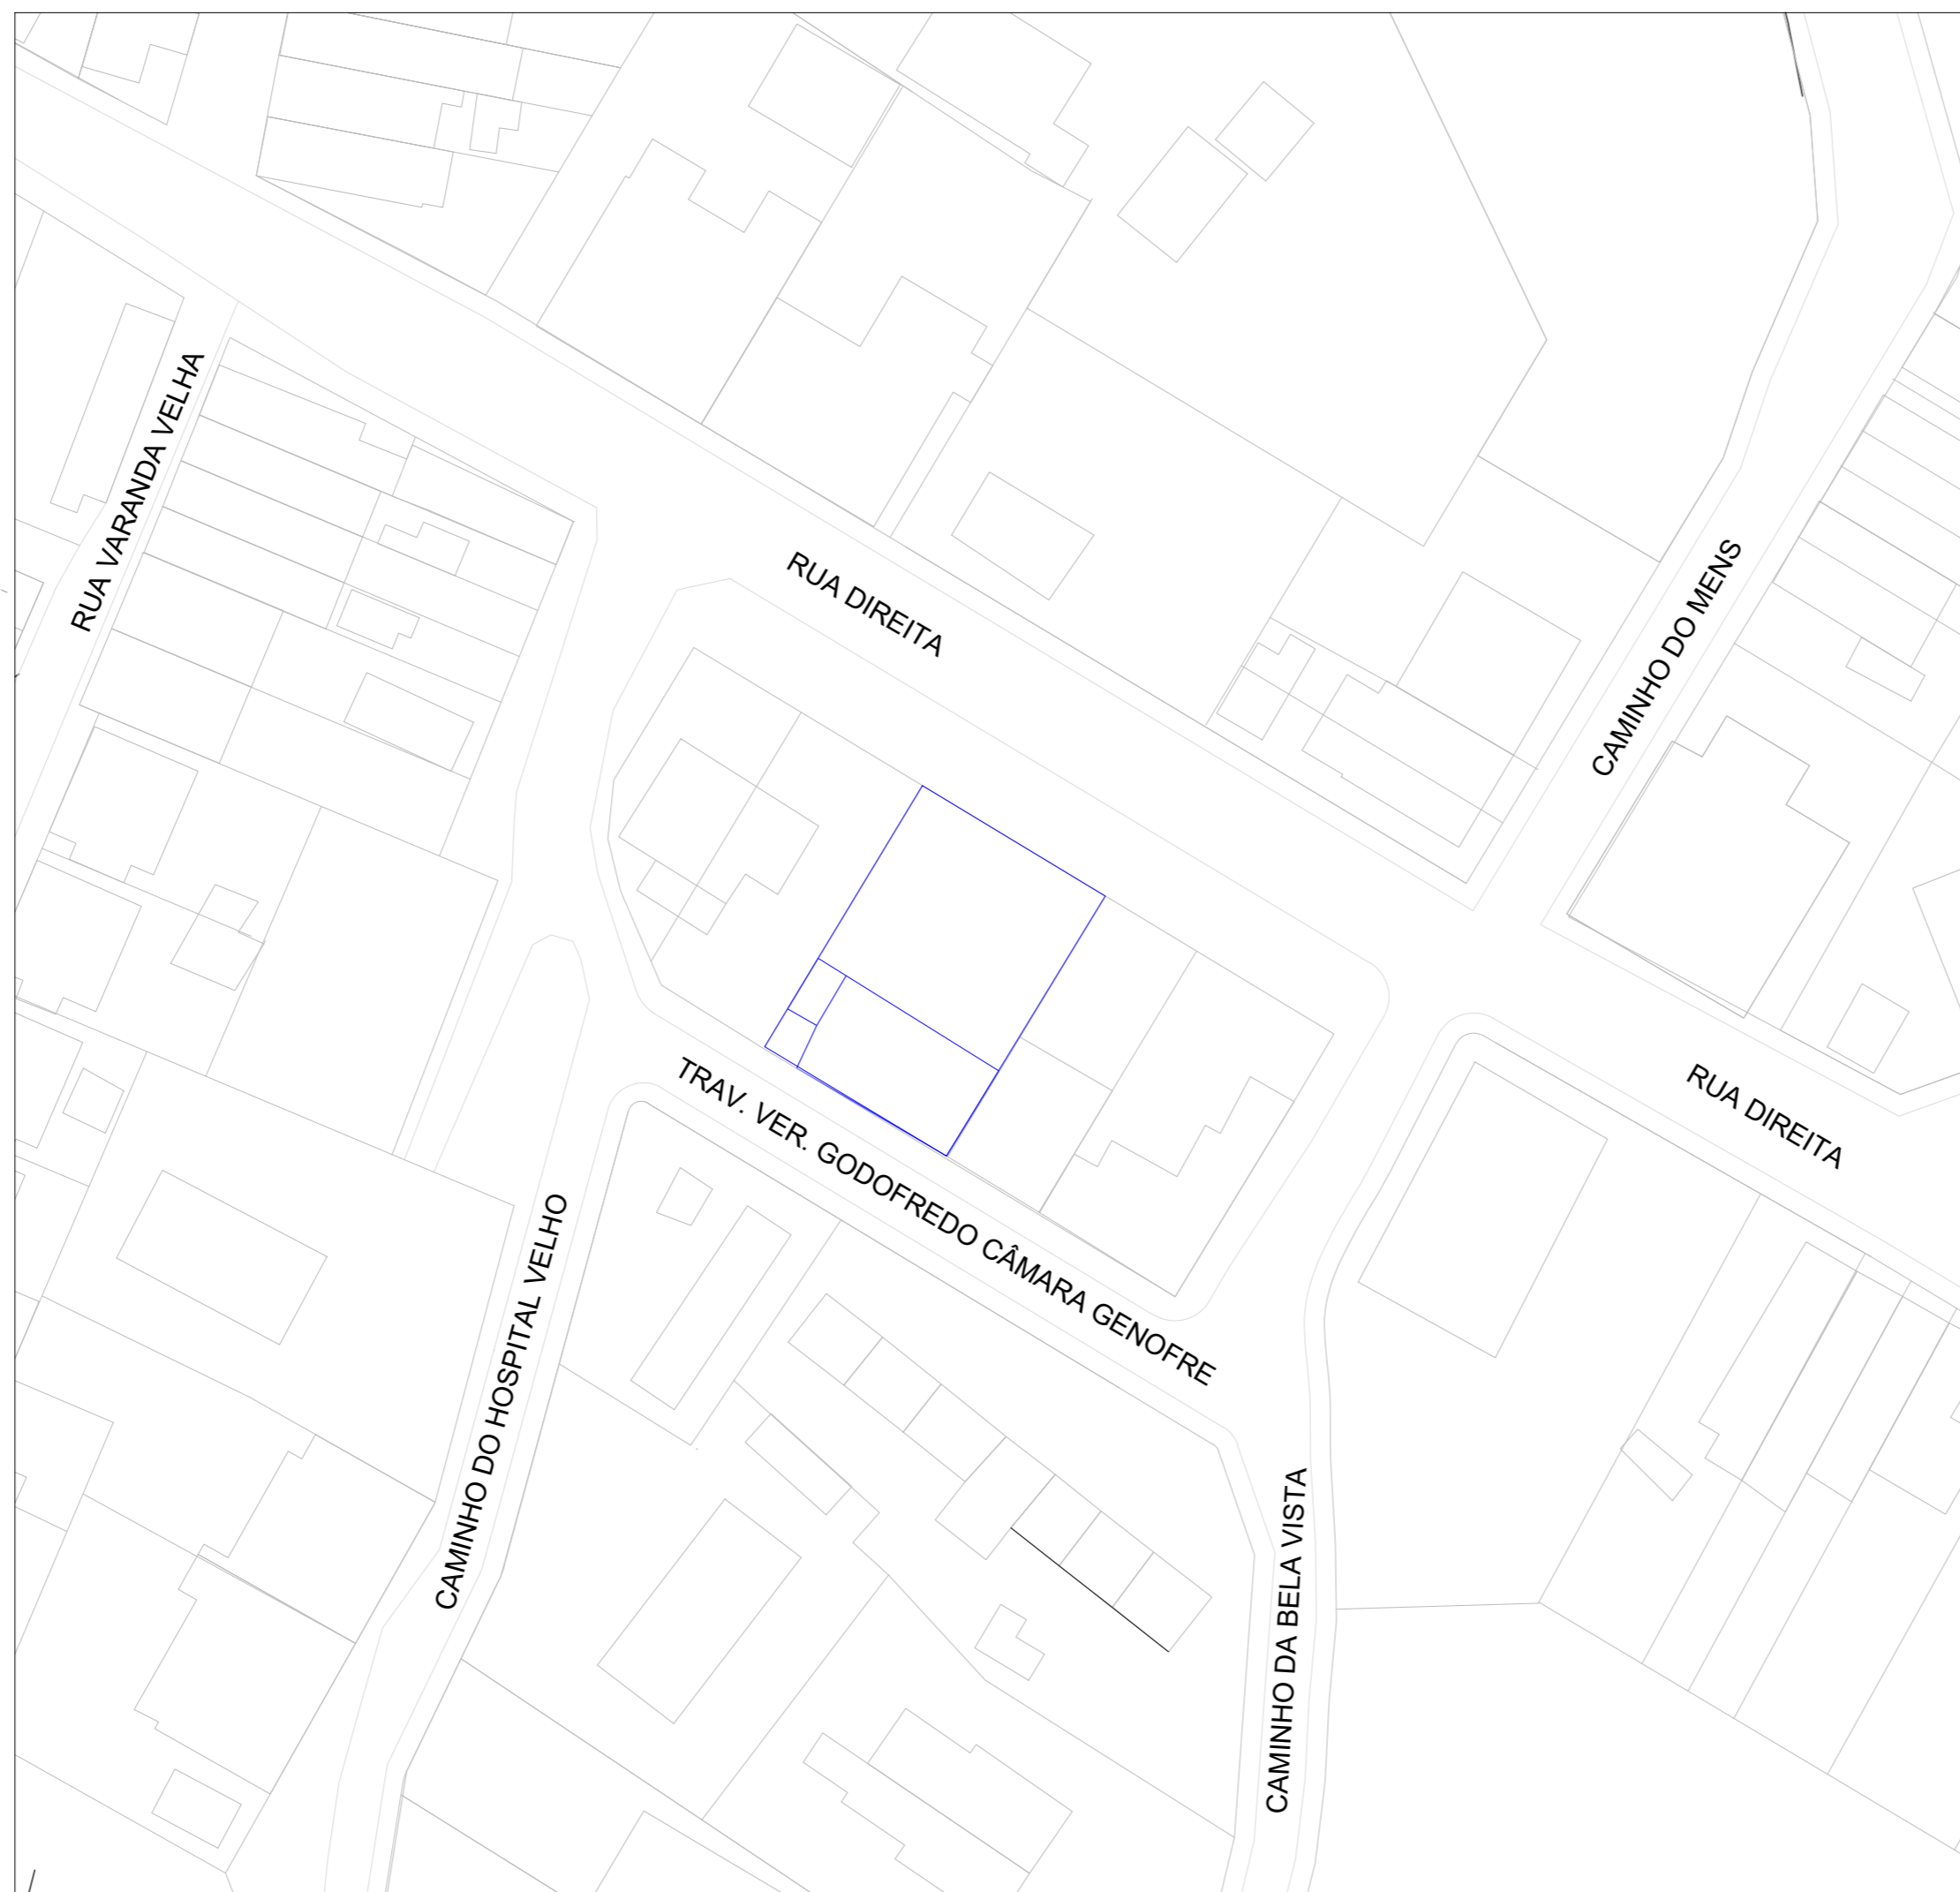 RUA VARANDA VELHA
RUA DIREITA
CAMINHO DO MENS
TRAV. VER. GODOFREDO CÂMARA GENOFRE
RUA DIREITA
CAMINHO DO HOSPITAL VELHO
CAMINHO DA BELA VISTA